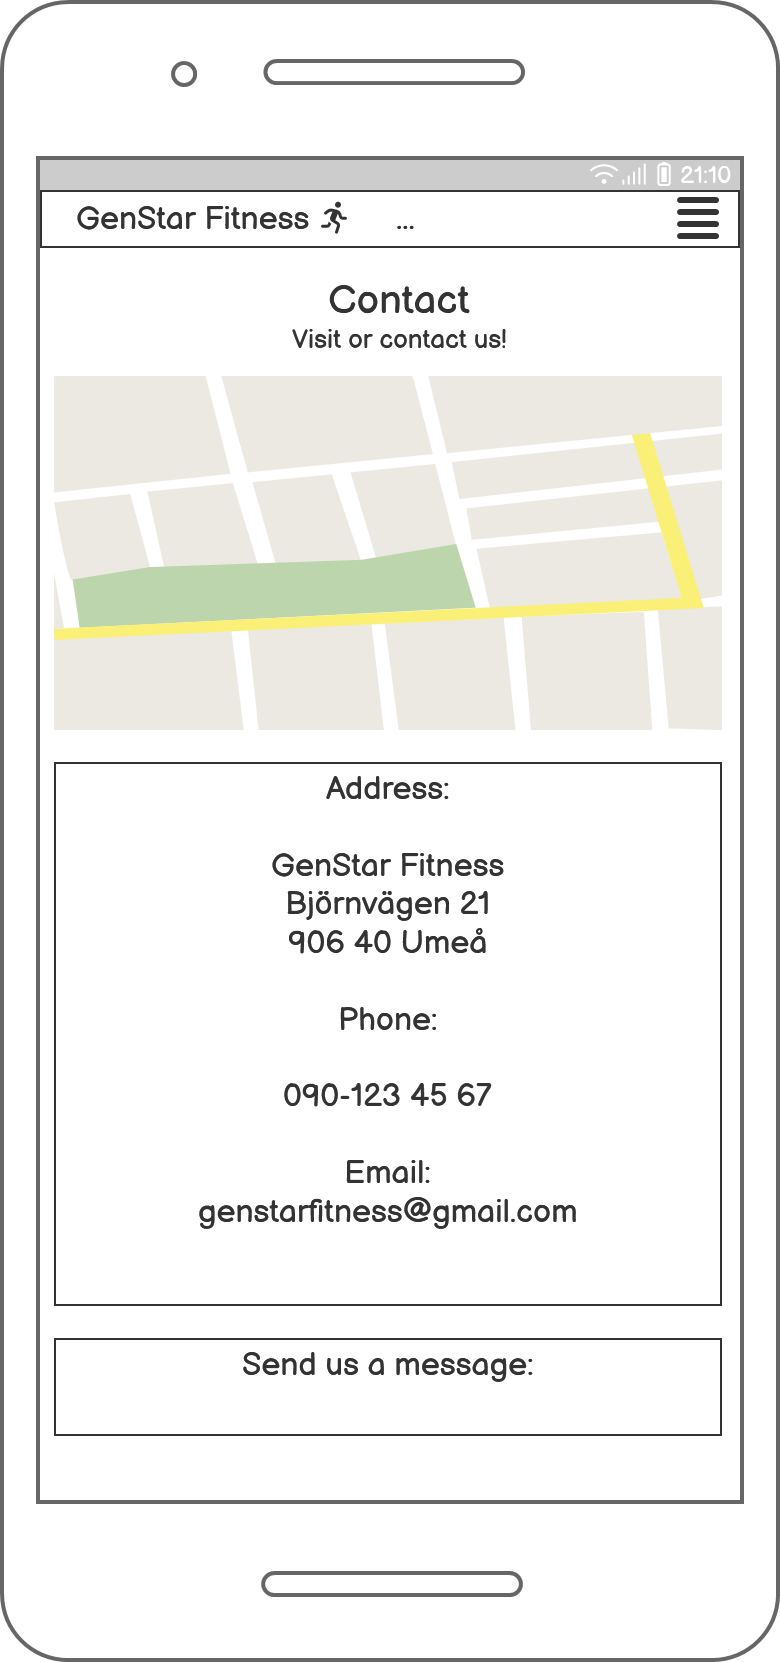 21:10
GenStar Fitness ...
Contact
Visit or contact us!
Address:
GenStar Fitness
Björnvägen 21
906 40 Umeå
Phone:
090-123 45 67
Email:
genstarfitness@gmail.com
Send us a message: